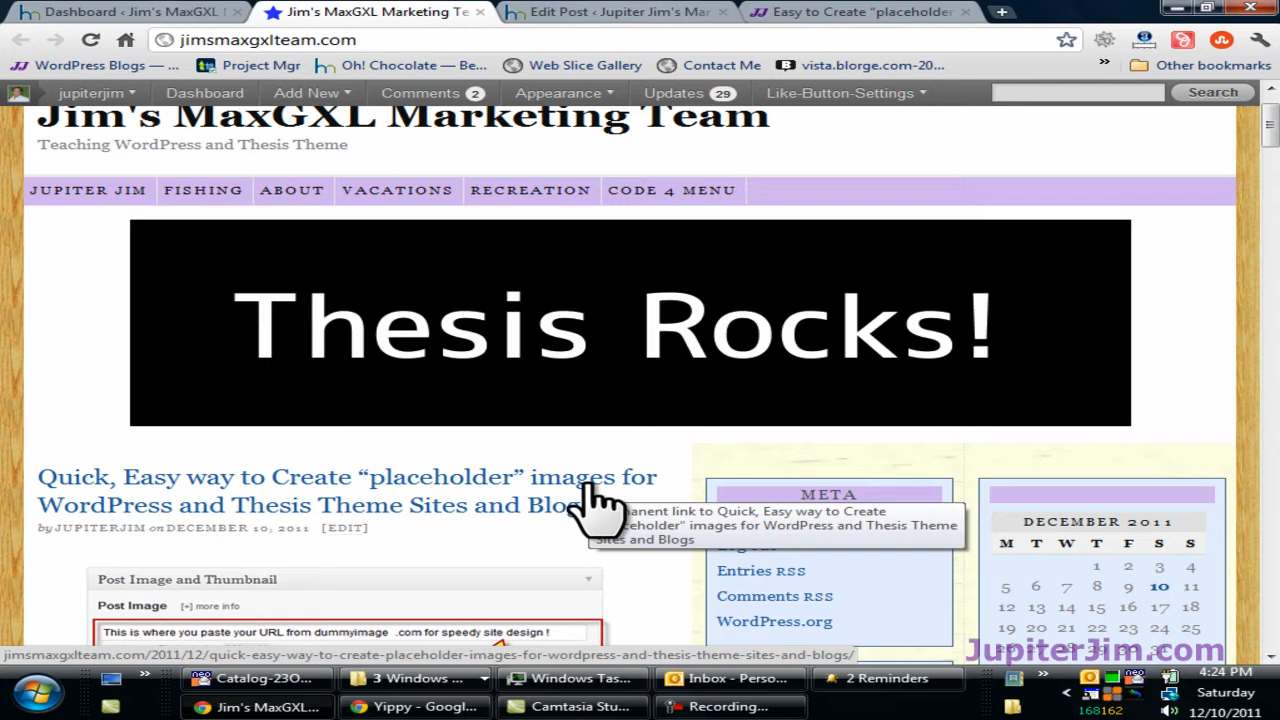 Dashboard ‹ Jim's MaxGXL M
Jim's MaxGXL Marketing Te
Edit Post ‹ Jupiter Jim's Mar
Easy to Create "placeholder
jimsmaxgxlteam.com
WordPress Blogs — ...
Project Mgr
Oh! Chocolate — Be...
Web Slice Gallery
Contact Me
vista.blorge.com-20...
Other bookmarks
jupiterjim
Dashboard
Add New
Comments 2
Appearance
Updates 29
Like-Button-Settings
Search
Jim's MaxGXL Marketing Team
Teaching WordPress and Thesis Theme
JUPITER JIM
FISHING
ABOUT
VACATIONS
RECREATION
CODE 4 MENU
Thesis Rocks!
Quick, Easy way to Create “placeholder” images for
WordPress and Thesis Theme Sites and Blog
by JUPITERJIM on DECEMBER 10, 2011 [EDIT]
Post Image and Thumbnail
Post Image [+] more info
This is where you paste your URL from dummyimage .com for speedy site design !
META
Quick, Easy way to Create
images for WordPress and Thesis Theme
Sites and Blogs
Entries RSS
Comments RSS
WordPress.org
DECEMBER 2011
M T W T F S S
1 2 3 4
5 6 7 8 9 10 11
12 13 14 15 16 17 18
19 20 21 22 23 24 25
jimsmaxgxlteam.com/2011/12/quick-easy-way-to-create-placeholder-images-for-wordpress-and-thesis-theme-sites-and-blogs/
JupiterJim.com
Catalog-23O...
3 Windows ...
Windows Tas...
Inbox - Perso...
2 Reminders
Jim's MaxGXL...
Yippy - Googl...
Camtasia Stu...
Recording...
4:24 PM
Saturday
12/10/2011
168 162